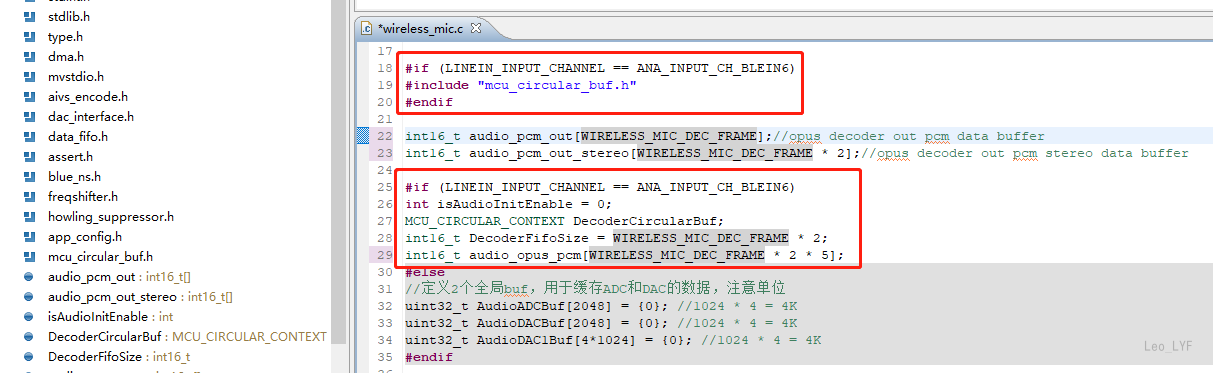 stdlib.h
type.h
dma.h
mvstdio.h
aivs_encode.h
dac_interface.h
data_fifo.h
assert.h
blue_ns.h
freqshifter.h
howling_suppressor.h
app_config.h
mcu_circular_buf.h
audio_pcm_out : int16_t[]
audio_pcm_out_stereo : int16_t[]
isAudioInitEnable : int
DecoderCircularBuf : MCU_CIRCULAR_CONTEXT
DecoderFifoSize : int16_t
*wireless_mic.c
17
18 #if (LINEIN_INPUT_CHANNEL == ANA_INPUT_CH_BLEIN6)
19 #include "mcu_circular_buf.h"
20 #endif
21
22 int16_t audio_pcm_out[WIRELESS_MIC_DEC_FRAME];//opus decoder out pcm data buffer
23 int16_t audio_pcm_out_stereo[WIRELESS_MIC_DEC_FRAME * 2];//opus decoder out pcm stereo data buffer
24
25 #if (LINEIN_INPUT_CHANNEL == ANA_INPUT_CH_BLEIN6)
26 int isAudioInitEnable = 0;
27 MCU_CIRCULAR_CONTEXT DecoderCircularBuf;
28 int16_t DecoderFifoSize = WIRELESS_MIC_DEC_FRAME * 2;
29 int16_t audio_opus_pcm[WIRELESS_MIC_DEC_FRAME * 2 * 5];
30 #else
31 //定义2个全局buf，用于缓存ADC和DAC的数据，注意单位
32 uint32_t AudioADCBuf[2048] = {0}; //1024 * 4 = 4K
33 uint32_t AudioDACBuf[2048] = {0}; //1024 * 4 = 4K
34 uint32_t AudioDAC1Buf[4*1024] = {0}; //1024 * 4 = 4K
35 #endif
Leo_LYF